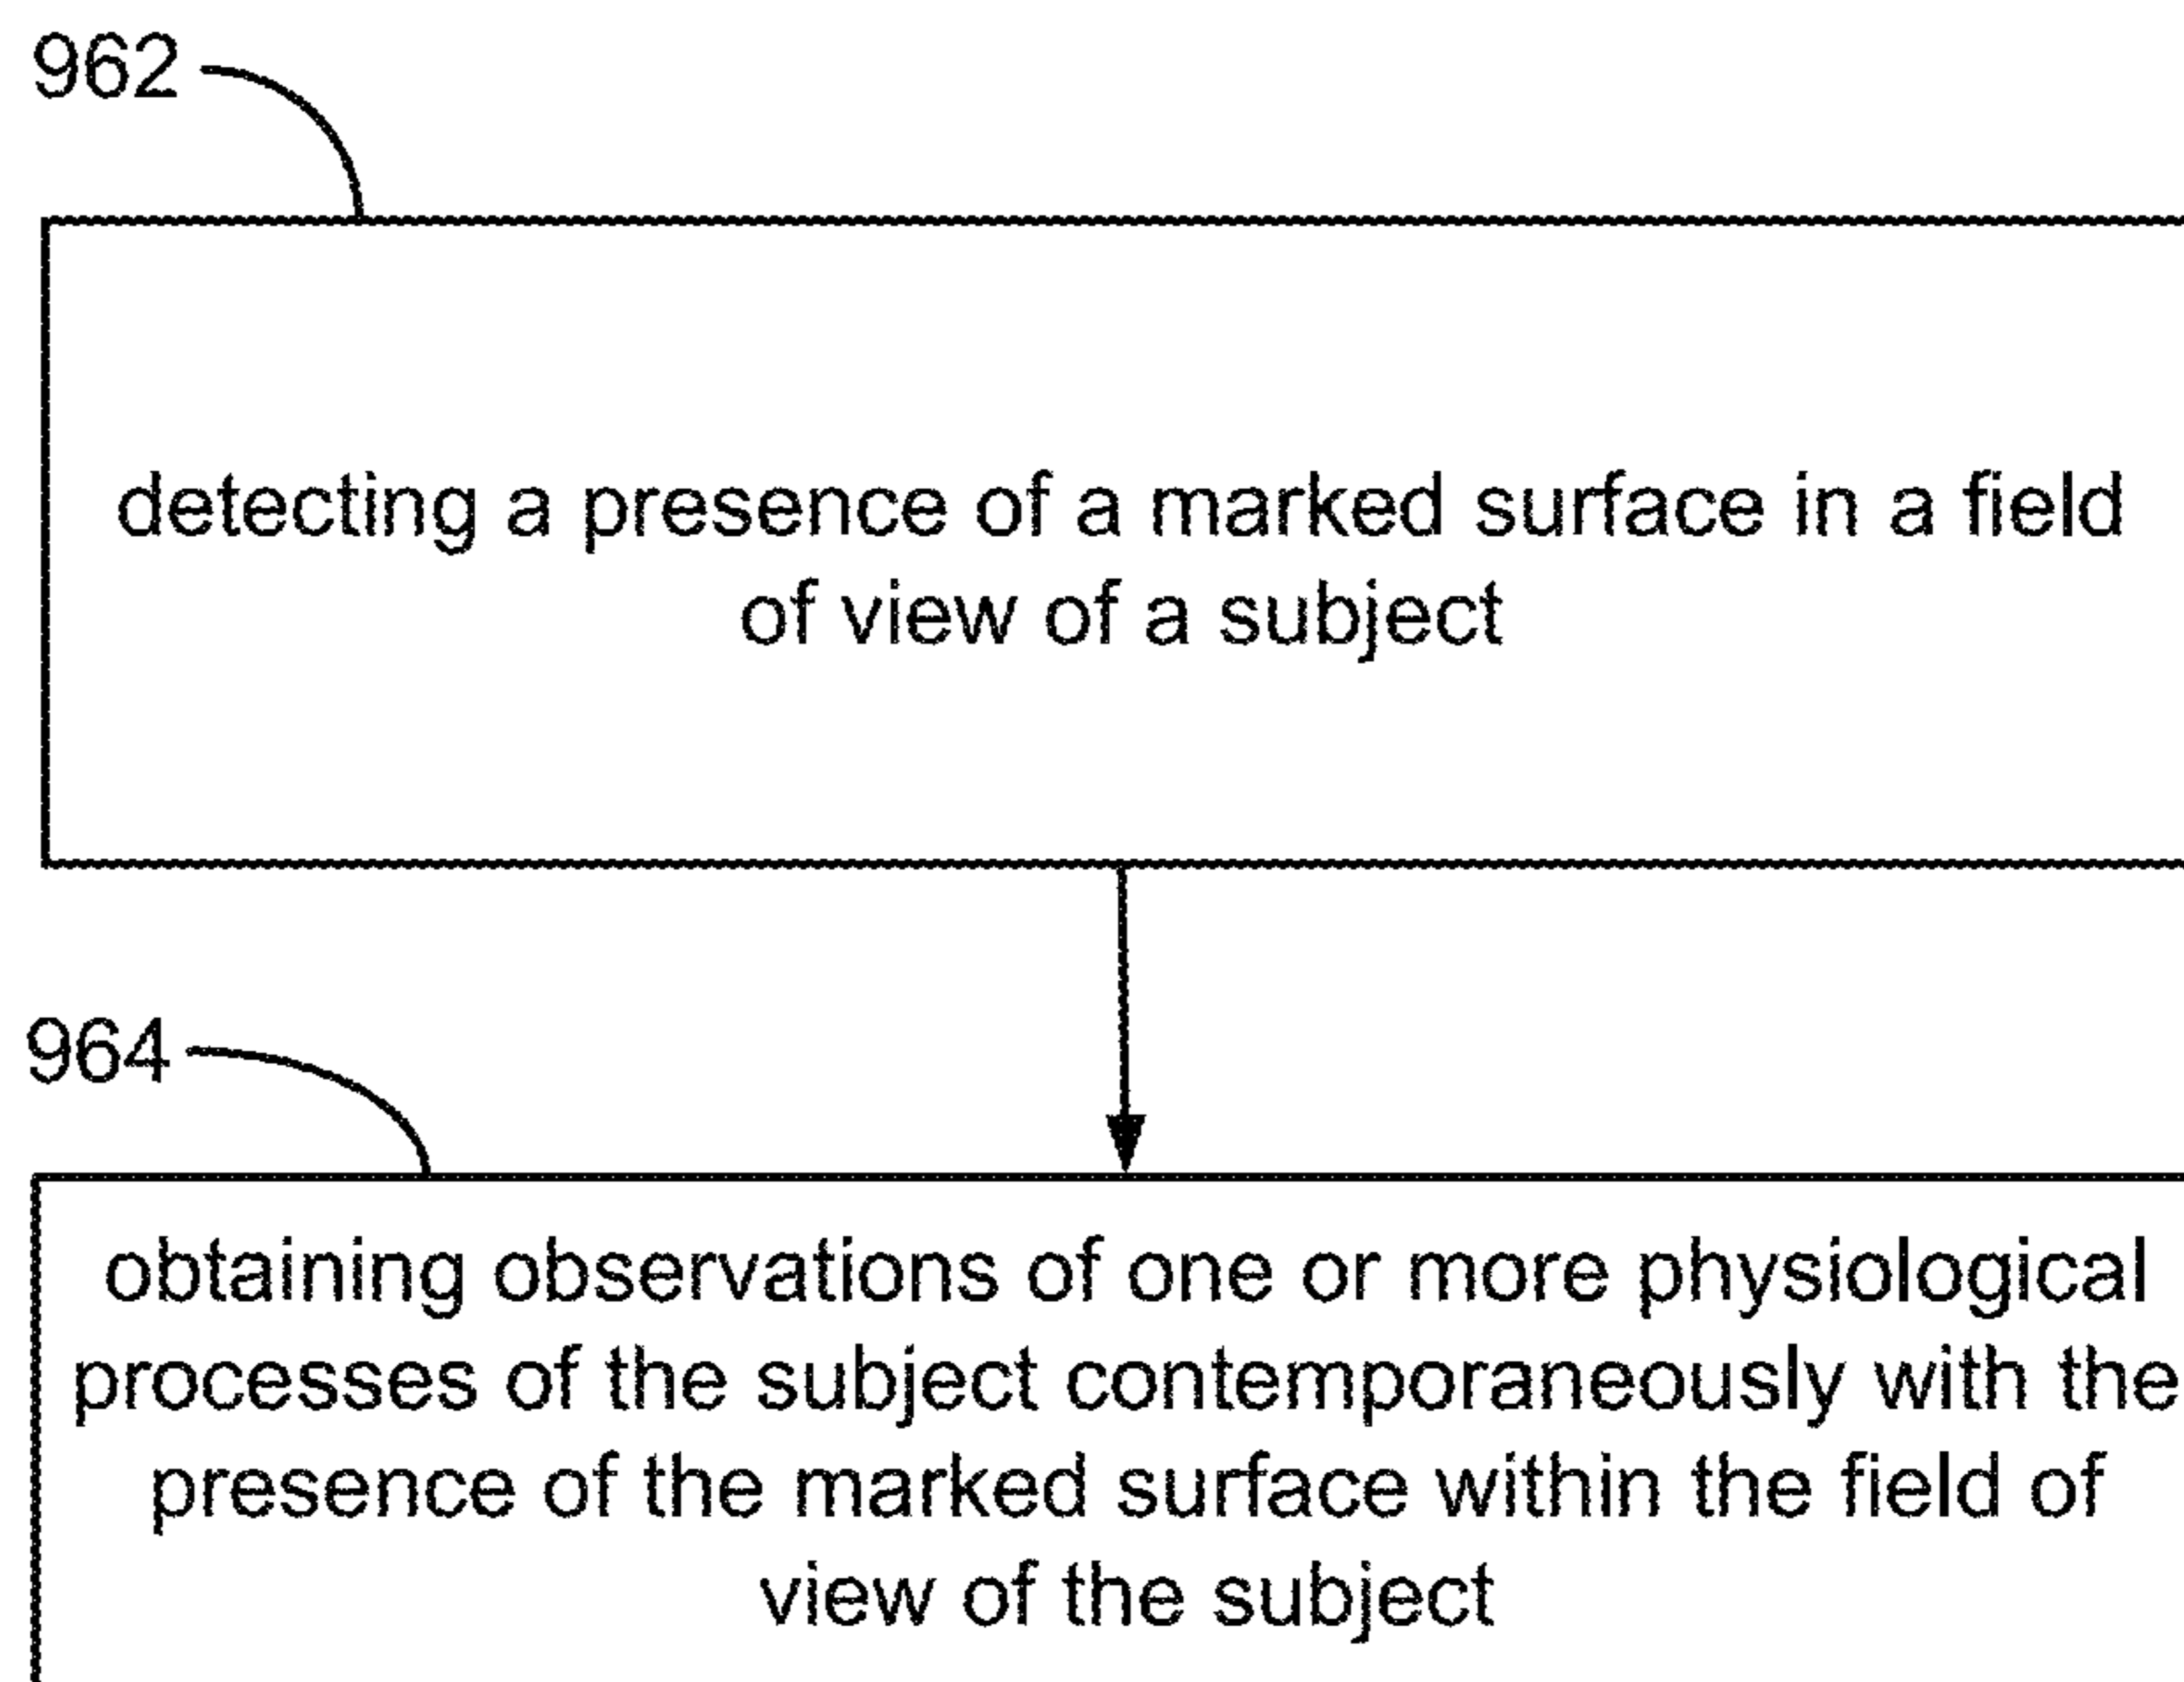 962
detecting a presence of a marked surface in a field
of view of a subject
964
obtaining observations of one or more physiological
processes of the subject contemporaneously with the
presence of the marked surface within the field of
view of the subject